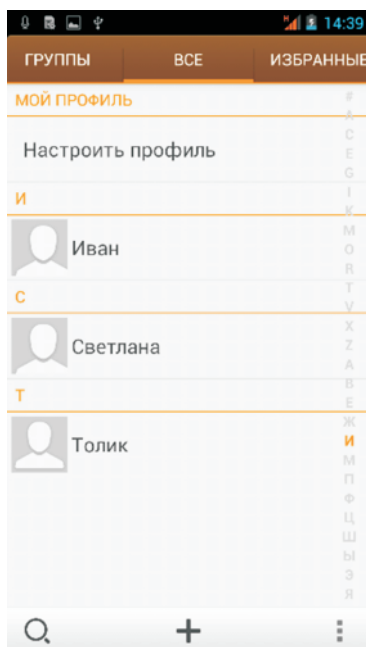 14:39
ГРУППЫ
ВСЕ
ИЗБРАННЫЕ
МОЙ ПРОФИЛЬ
Настроить профиль
И
Иван
С
Светлана
Т
Толик
#
A
C
E
G
I
K
M
O
R
T
V
X
Z
А
В
Е
Ж
И
М
П
Ф
Ц
Ш
Ы
Э
Я